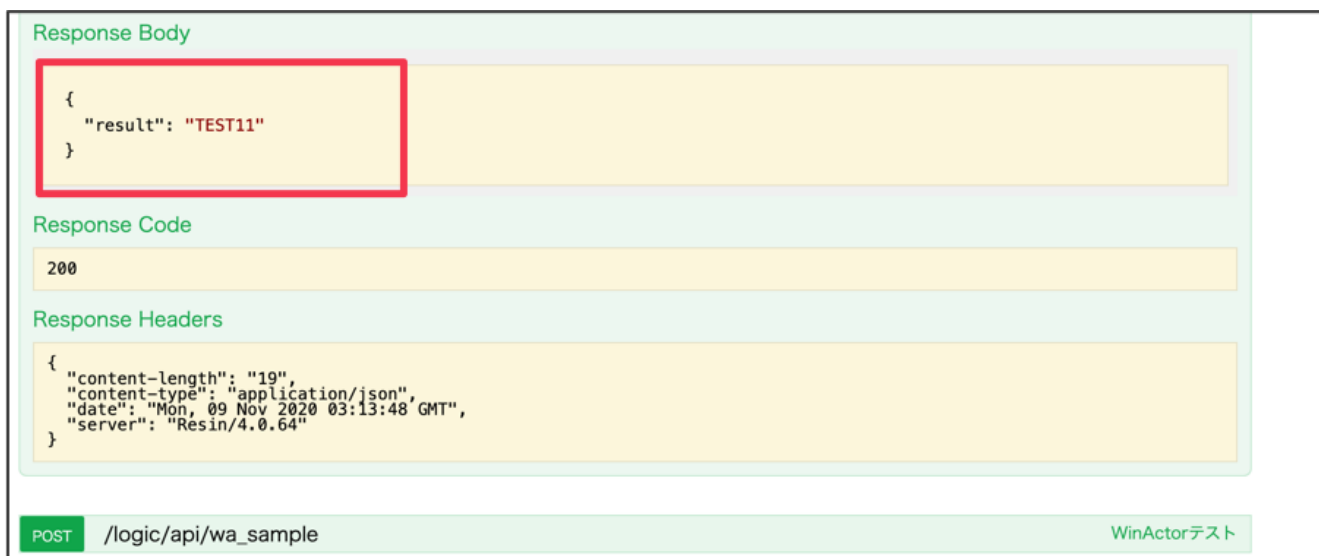 Response Body
{
"result": "TEST11"
}
Response Code
200
Response Headers
{
"content-length": "19",
"content-type": "application/json",
"date": "Mon, 09 Nov 2020 03:13:48 GMT",
"server": "Resin/4.0.64"
}
POST /logic/api/wa_sample WinActorテスト